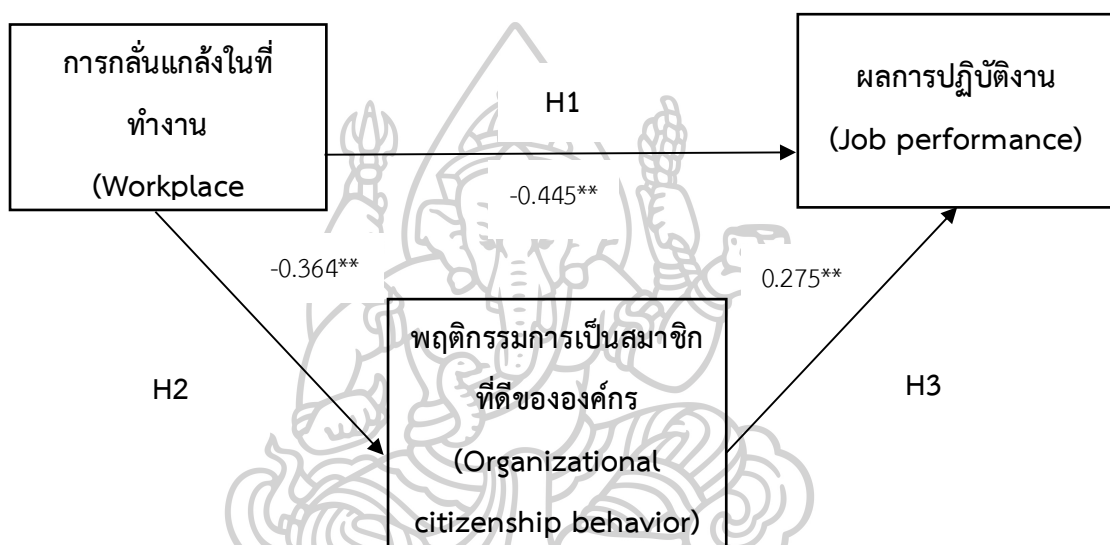 การกลั่นแกล้งในที่
ทำงาน
(Workplace
H1
-0.445**
ผลการปฏิบัติงาน
(Job performance)
-0.364**
0.275**
H2
พฤติกรรมการเป็นสมาชิก
ที่ดีขององค์กร
(Organizational
citizenship behavior)
H3